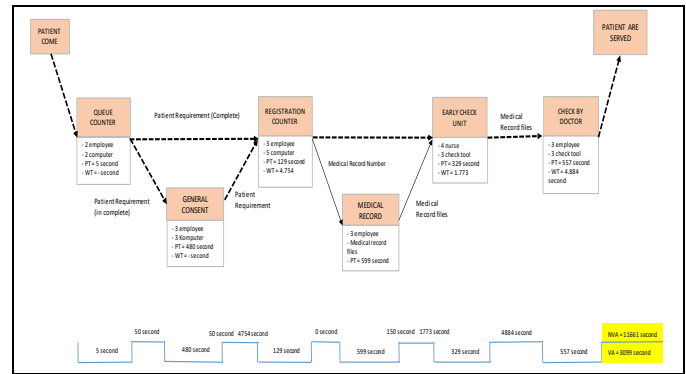 PATIENT
COME
PATIENT ARE
SERVED
QUEUE
COUNTER
- 2 employee
- 2 computer
- PT = 5 second
- WT = - second
Patient Requirement (Complete)
REGISTRATION
COUNTER
- 3 employee
- 5 computer
- PT = 129 second
- WT = 4.754
EARLY CHECK
UNIT
- 4 nurse
- 3 check tool
- PT = 329 second
- WT = 1.773
Medical
Record files
CHECK BY
DOCTOR
- 3 employee
- 3 check tool
- PT = 557 second
- WT = 4.884
second
Patient Requirement
(in complete)
GENERAL
CONSENT
- 3 employee
- 3 Komputer
- PT = 480 second
- WT = -second
Patient
Requirement
Medical Record Number
MEDICAL
RECORD
- 3 employee
- Medical record
files
- PT = 599 second
Medical
Record files
50 second
50 second 4754 second
0 second
150 second 1773 second
4884 second
NVA = 11661 second
5 second
480 second
129 second
599 second
329 second
557 second
VA = 3099 second